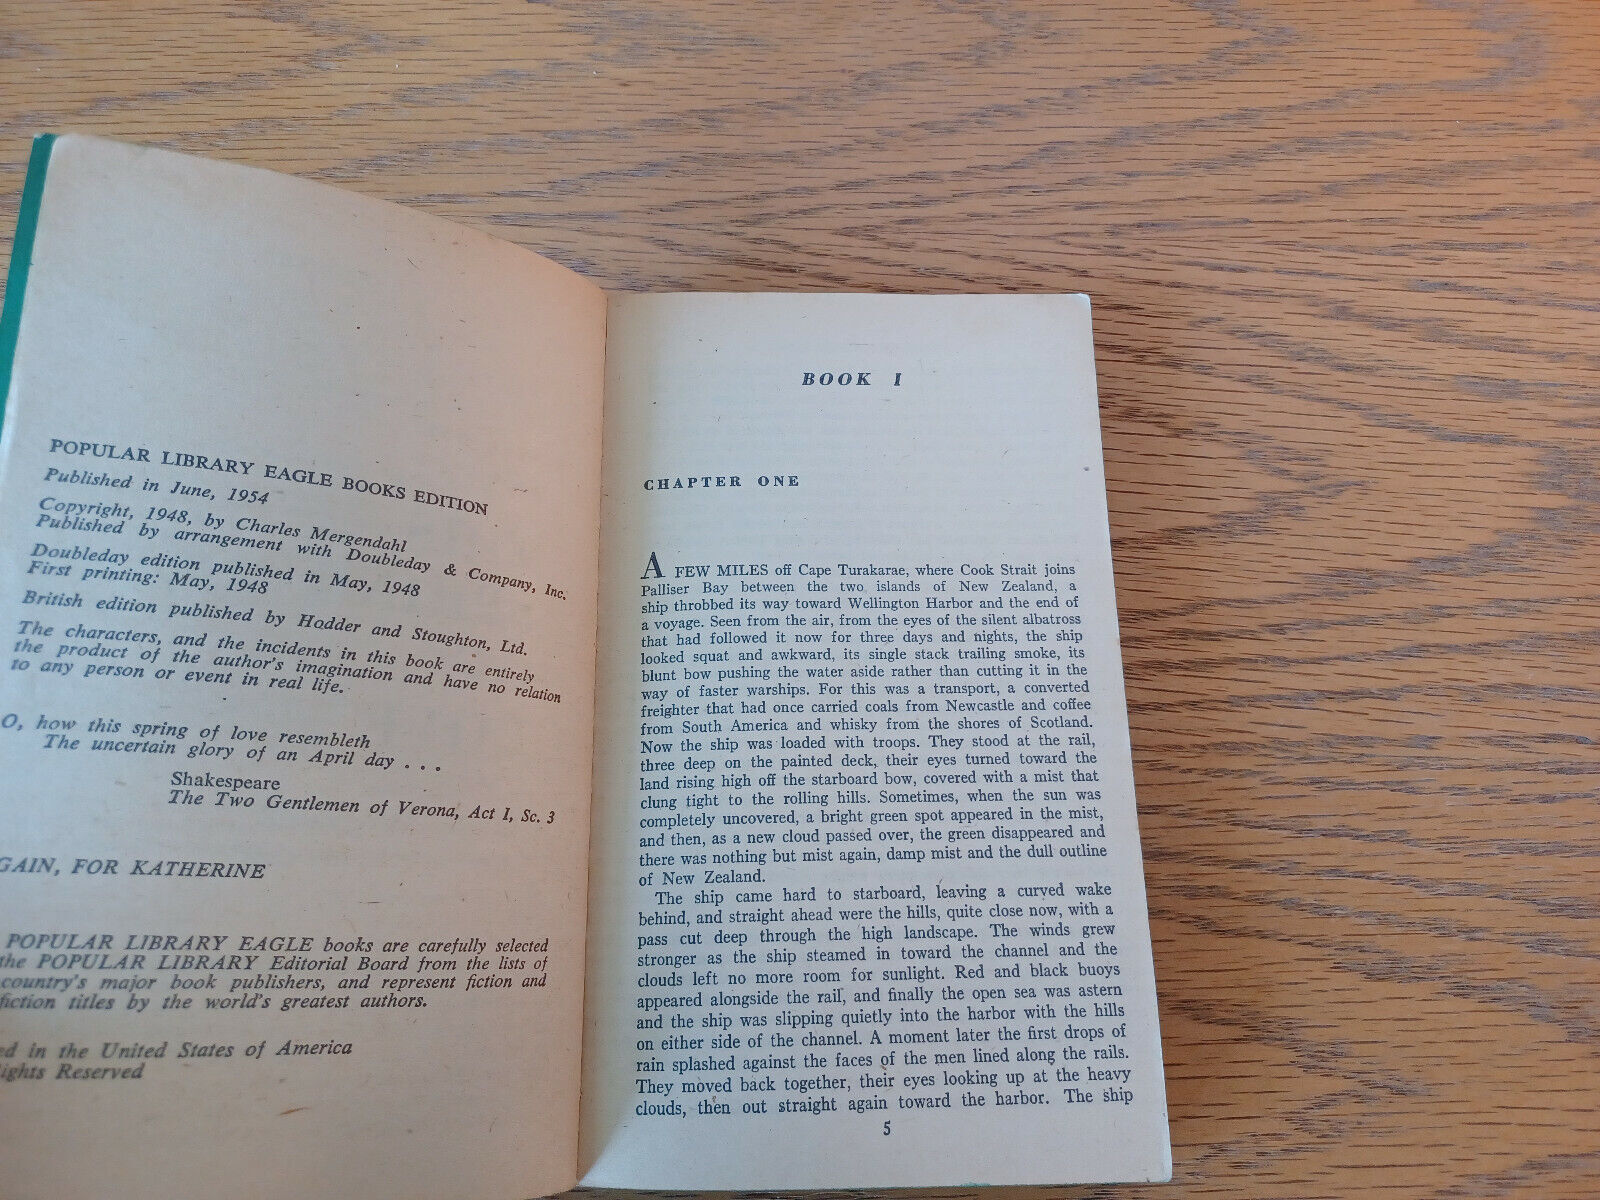 POPULAR LIBRARY EAGLE BOOKS EDITION
Published in June, 1954
Copyright, 1948, by Charles Mergendahl
Published by arrangement with Doubleday & Company, Inc.
Doubleday edition published in May, 1948
First printing: May, 1948
British edition published by Hodder and Stoughton, Ltd.
The characters, and the incidents in this book are entirely
the product of the author's imagination and have no relation
to any person or event in real life.
O, how this spring of love resembleth
The uncertain glory of an April day . . .
Shakespeare
The Two Gentlemen of Verona, Act I, Sc. 3
GAIN, FOR KATHERINE
POPULAR LIBRARY EAGLE books are carefully selected
the POPULAR LIBRARY Editorial Board from the lists of
country's major book publishers, and represent fiction and
fiction titles by the world's greatest authors.
ed in the United States of America
ights Reserved
BOOK I
CHAPTER ONE
A FEW MILES off Cape Turakarae, where Cook Strait joins
Palliser Bay between the two islands of New Zealand, a
ship throbbed its way toward Wellington Harbor and the end of
a voyage. Seen from the air, from the eyes of the silent albatross
that had followed it now for three days and nights, the ship
looked squat and awkward, its single stack trailing smoke, its
blunt bow pushing the water aside rather than cutting it in the
way of faster warships. For this was a transport, a converted
freighter that had once carried coals from Newcastle and coffee
from South America and whisky from the shores of Scotland.
Now the ship was loaded with troops. They stood at the rail,
three deep on the painted deck, their eyes turned toward the
land rising high off the starboard bow, covered with a mist that
clung tight to the rolling hills. Sometimes, when the sun was
completely uncovered, a bright green spot appeared in the mist,
and then, as a new cloud passed over, the green disappeared and
there was nothing but mist again, damp mist and the dull outline
of New Zealand.
The ship came hard to starboard, leaving a curved wake
behind, and straight ahead were the hills, quite close now, with a
pass cut deep through the high landscape. The winds grew
stronger as the ship steamed in toward the channel and the
clouds left no more room for sunlight. Red and black buoys
appeared alongside the rail, and finally the open sea was astern
and the ship was slipping quietly into the harbor with the hills
on either side of the channel. A moment later the first drops of
rain splashed against the faces of the men lined along the rails.
They moved back together, their eyes looking up at the heavy
clouds, then out straight again toward the harbor. The ship
5